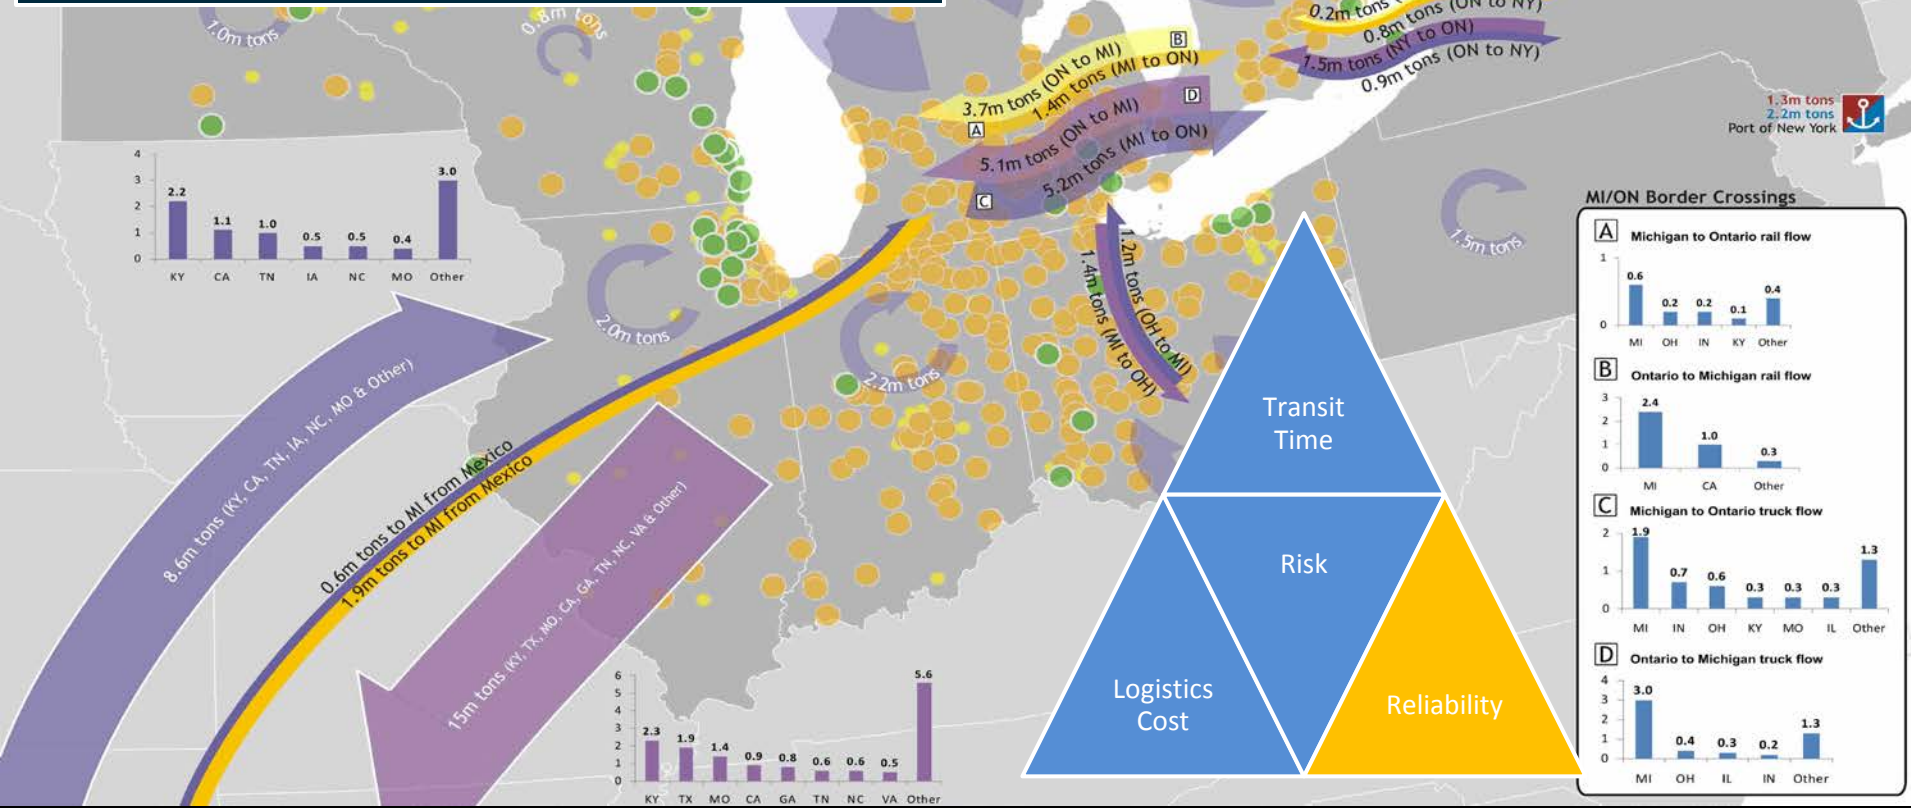 1.0m tons
0.8m tons
0.2m tons
0.8m tons (ON to NY)
1.5m tons (NY to ON)
0.9m tons (ON to NY)
B
3.7m tons (ON to MI)
1.4m tons (MI to ON)
A
D
5.1m tons (ON to MI)
5.2m tons (MI to ON)
C
1.3m tons
2.2m tons
Port of New York
1.5m tons
4
3
2
1
0
2.2
1.1
1.0
0.5
0.5
0.4
3.0
KY CA TN IA NC MO Other
2.0m tons
2.2m tons
1.2m tons (OH to MI)
1.4m tons (MI to OH)
8.6m tons (KY, CA, TN, IA, NC, MO & Other)
0.6m tons to MI from Mexico
1.9m tons to MI from Mexico
15m tons (KY, TX, MO, CA, GA, TN, NC, VA & Other)
6
5
4
3
2
1
0
2.3
1.9
1.4
0.9
0.8
0.6
0.6
0.5
5.6
KY TX MO CA GA TN NC VA Other
Transit
Time
Risk
Logistics
Cost
Reliability
MI/ON Border Crossings
A Michigan to Ontario rail flow
1
0
0.6
0.2
0.2
0.1
0.4
MI OH IN KY Other
B Ontario to Michigan rail flow
3
2
1
0
2.4
1.0
0.3
MI CA Other
C Michigan to Ontario truck flow
2
1
0
1.9
0.7
0.6
0.3
0.3
0.3
1.3
MI IN OH KY MO IL Other
D Ontario to Michigan truck flow
4
3
2
1
0
3.0
0.4
0.3
0.2
1.3
MI OH IL IN Other